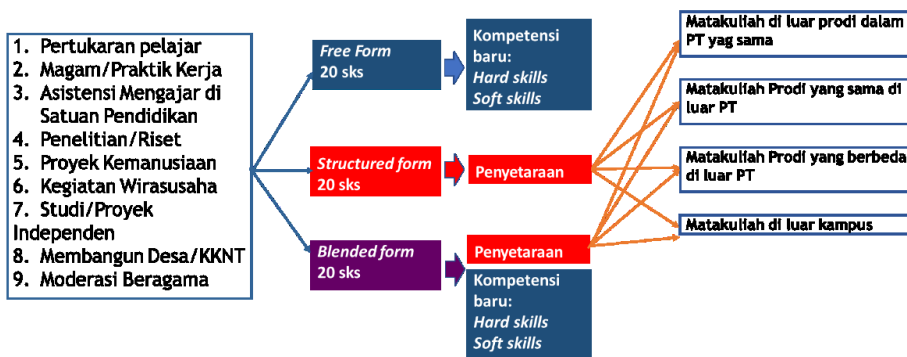 1. Pertukaran pelajar
2. Magam/Praktik Kerja
3. Asistensi Mengajar di
Satuan Pendidikan
4. Penelitian/Riset
5. Proyek Kemanusiaan
6. Kegiatan Wirasusaha
7. Studi/Proyek
Independen
8. Membangun Desa/KKNT
9. Moderasi Beragama
Free Form
20 sks
Kompetensi
baru:
Hard skills
Soft skills
Structured form
20 sks
Penyetaraan
Blended form
20 sks
Penyetaraan
Kompetensi
baru:
Hard skills
Soft skills
Matakuliah di luar prodi dalam
PT yag sama
Matakuliah Prodi yang sama di
luar PT
Matakuliah Prodi yang berbeda
di luar PT
Matakuliah di luar kampus